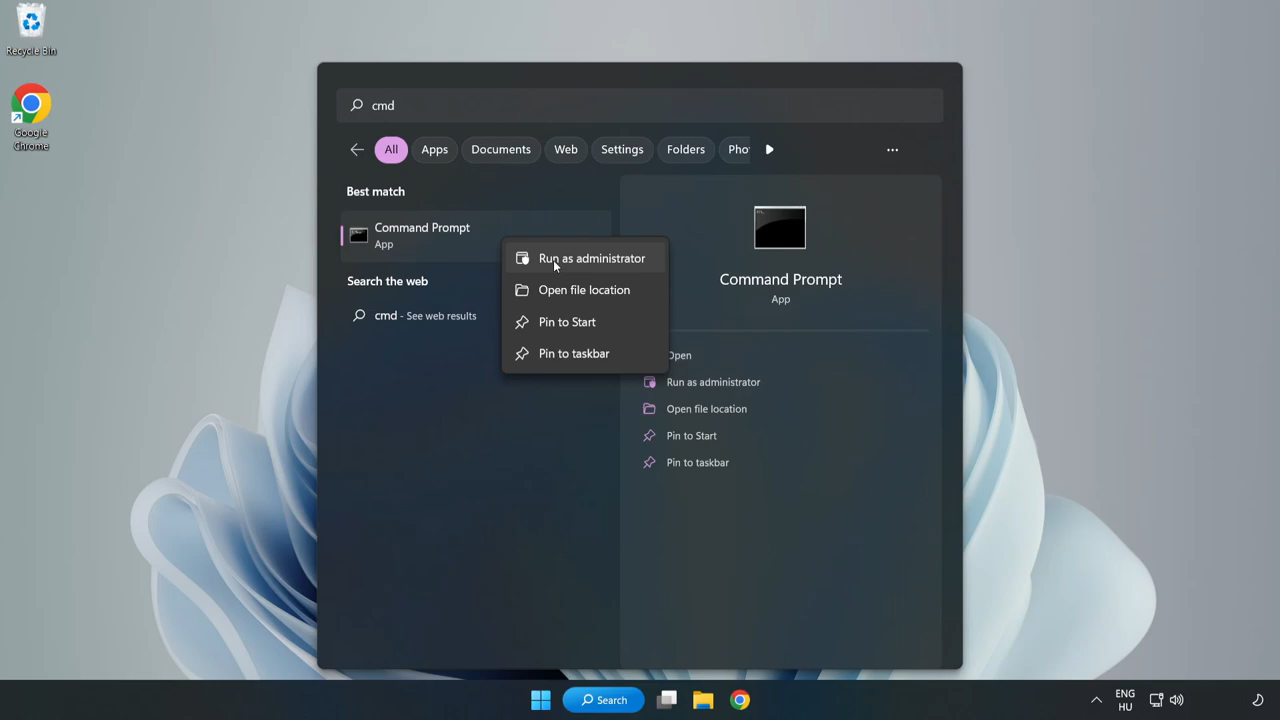 Recycle Bin
Google
Chrome
cmd
All
Apps
Documents
Web
Settings
Folders
Pho
Best match
Command Prompt
App
Search the web
cmd - See web results
Run as administrator
Open file location
Pin to Start
Pin to taskbar
Command Prompt
App
Open
Run as administrator
Open file location
Pin to Start
Pin to taskbar
Search
ENG
HU